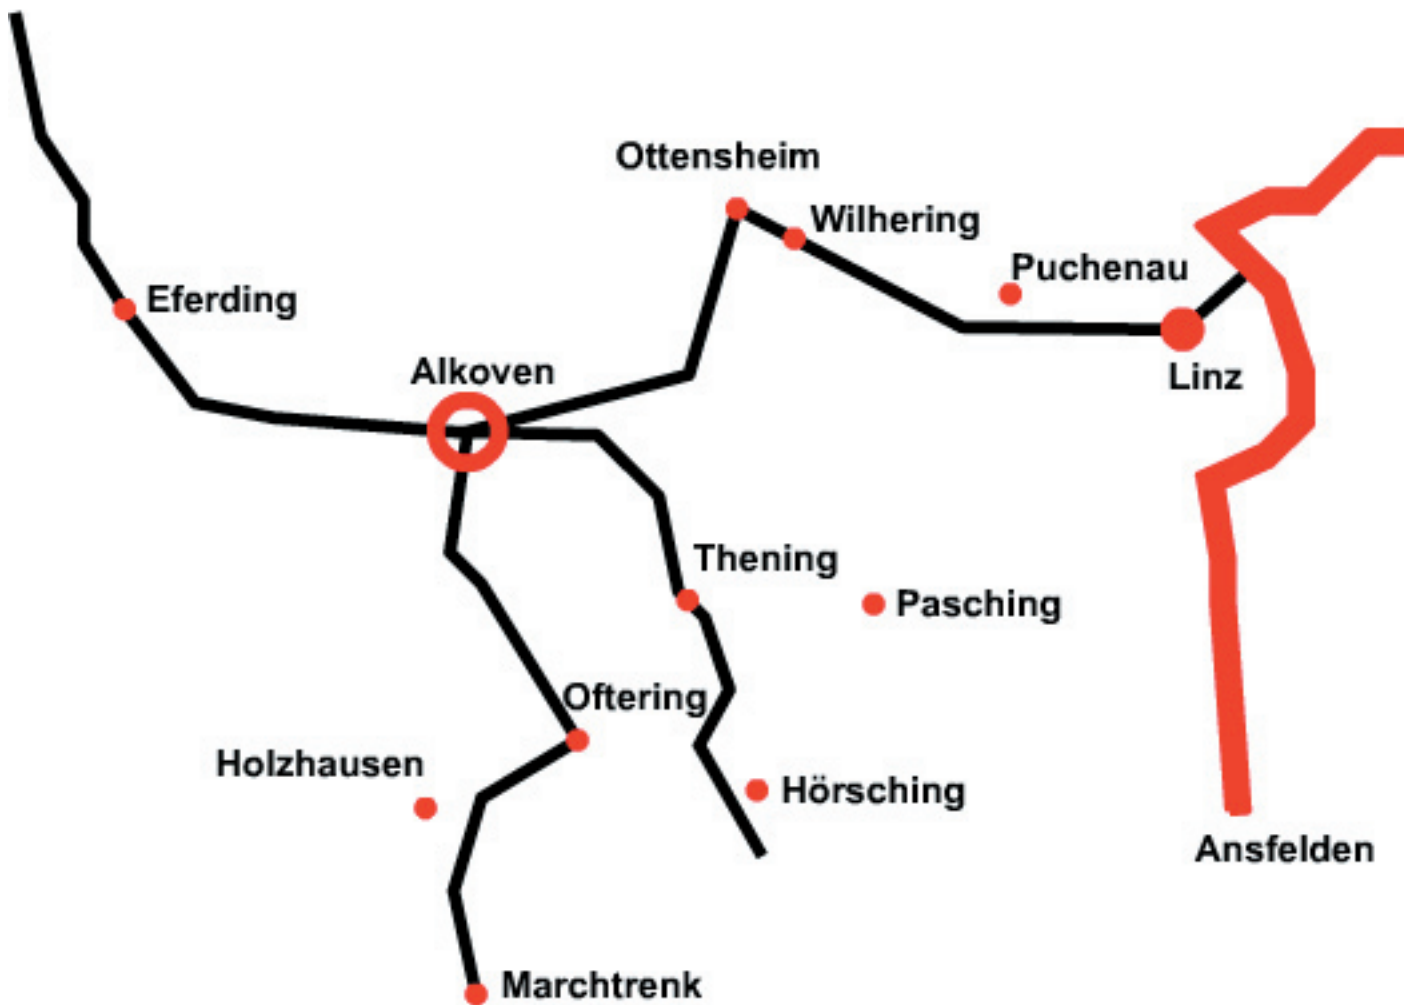 Ottensheim
Wilhering
Puchenau
Eferding
Alkoven
Linz
Thening
Pasching
Oftering
Holzhausen
Hörsching
Ansfelden
Marchtrenk